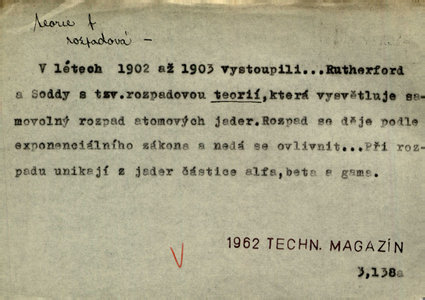 teorie f
rozpadová –
V létech 1902 až 1903 vystoupili...Rutherford
a Soddy s tzv.rozpadovou teorií,která vysvětluje sa-
movolný rozpad atomových jader.Rozpad se děje podle
exponenciálního zákona a nedá se ovlivnit...Při roz-
padu unikají z jader částice alfa,beta a gama.
1962 TECHN. MAGAZÍN
3,138a